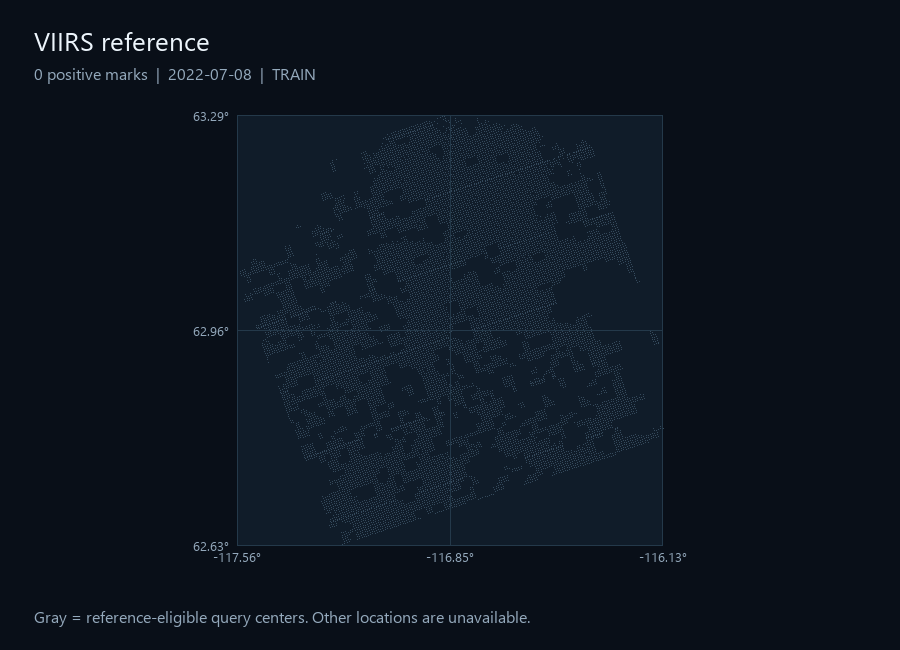 VIIRS reference
0 positive marks | 2022-07-08 | TRAIN
63.29°
62.96°
62.63°
-117.56°
-116.85°
-116.13°
Gray = reference-eligible query centers. Other locations are unavailable.